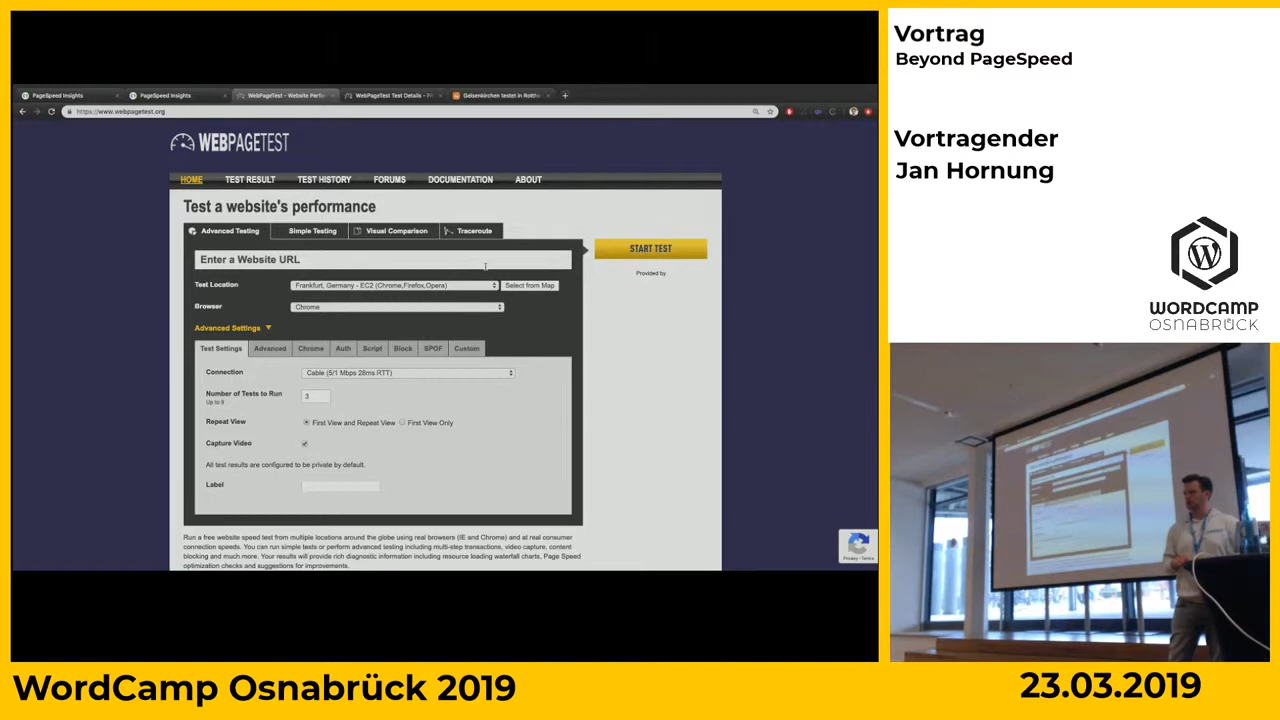 PageSpeed Insights
PageSpeed Insights
WebPageTest - Website Perf
WebPageTest Test Details - 
Gelsenkirchen testet in Rottha
https://www.webpagetest.org
WEBPAGETEST
HOME
TEST RESULT
TEST HISTORY
FORUMS
DOCUMENTATION
ABOUT
Test a website's performance
Advanced Testing
Simple Testing
Visual Comparison
Traceroute
Enter a Website URL
START TEST
Provided by
Test Location
Frankfurt, Germany - EC2 (Chrome,Firefox,Opera)
Select from Map
Browser
Chrome
Advanced Settings
Test Settings
Advanced
Chrome
Auth
Script
Block
SPOF
Custom
Connection
Cable (5/1 Mbps 28ms RTT)
Number of Tests to Run
Up to 9
3
Repeat View
First View and Repeat View
First View Only
Capture Video
All test results are configured to be private by default.
Label
Run a free website speed test from multiple locations around the globe using real browsers (IE and Chrome) and at real consumer
connection speeds. You can run simple tests or perform advanced testing including multi-step transactions, video capture, content
blocking and much more. Your results will provide rich diagnostic information including resource loading waterfall charts, Page Speed
optimization checks and suggestions for improvements.
Privacy - Terms
Vortrag
Beyond PageSpeed
Vortragender
Jan Hornung
WORDCAMP
OSNABRÜCK
WordCamp Osnabrück 2019
23.03.2019